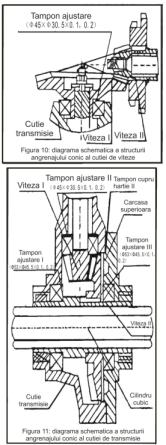 Tampon ajustare
(Φ45×Φ30.5×0.1, 0.2)
Cutie
transmisie
Viteza I
Viteza II
Figura 10: diagrama schematica a structurii
angrenajului conic al cutiei de viteze
Tampon ajustare II
(Φ45×Φ30.5×0.1, 0.2)
Tampon cupru
hartie II
Viteza I
Carcasa
superioara
Tampon
ajustare I
Tampon
ajustare III
Viteza II
Cutie
transmisie
Cilindru
cubic
Figura 11: diagrama schematica a structurii
angrenajului conic al cutiei de transmisie